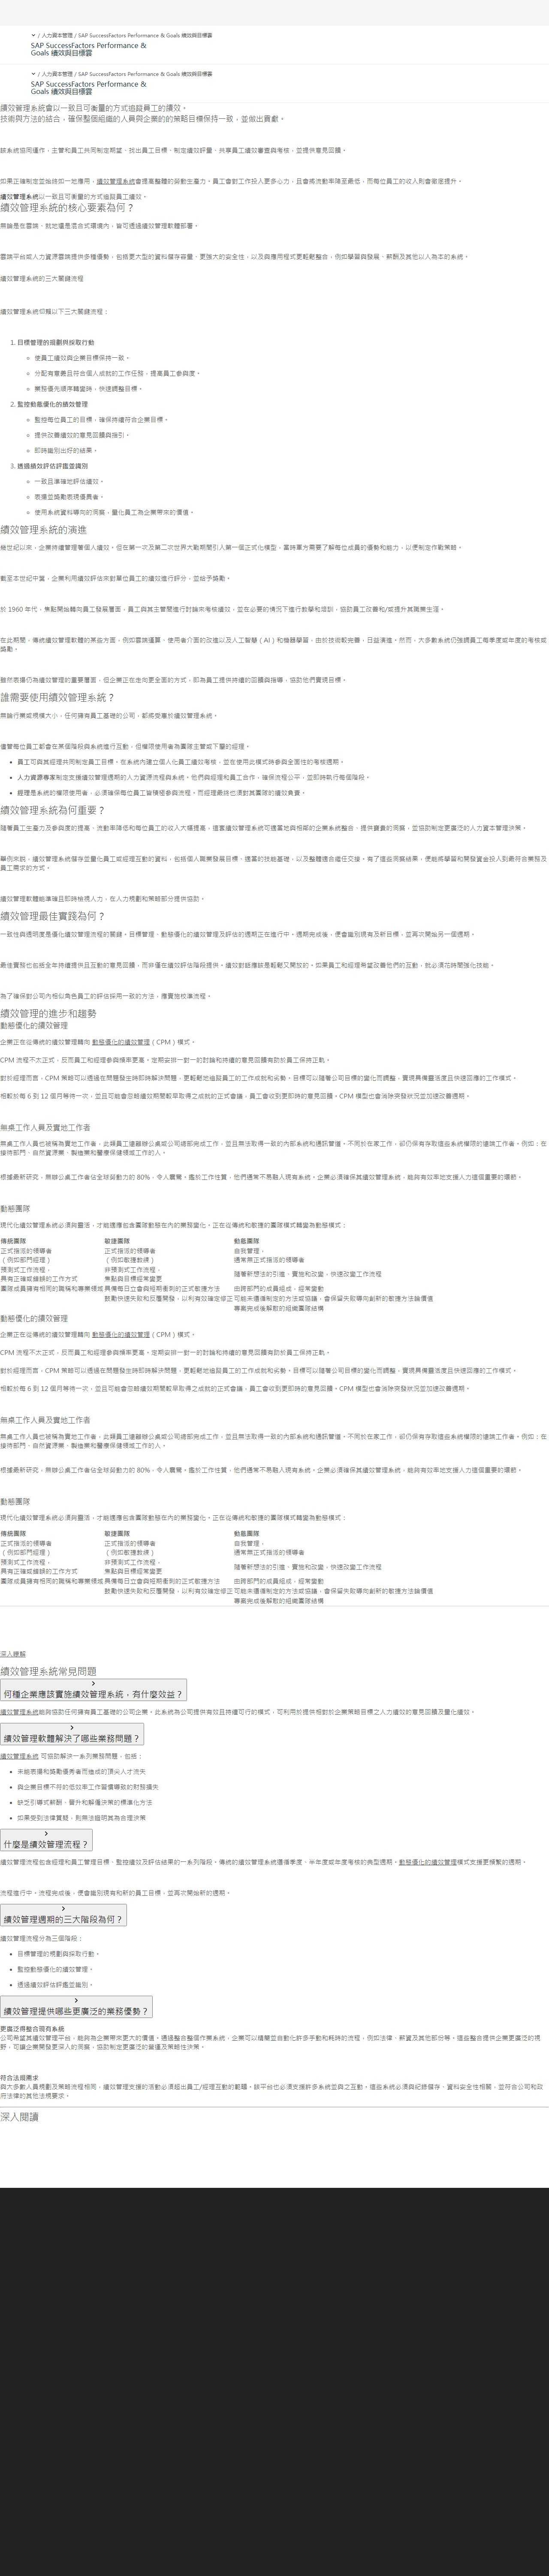 / 人力資本管理 / SAP SuccessFactors Performance & Goals 績效與目標雲
SAP SuccessFactors Performance &
Goals 績效與目標雲
/ 人力資本管理 / SAP SuccessFactors Performance & Goals 績效與目標雲
SAP SuccessFactors Performance &
Goals 績效與目標雲
績效管理系統會以一致且可衡量的方式追蹤員工的績效。
技術與方法的結合，確保整個組織的人員與企業的的策略目標保持一致，並做出貢獻。
該系統協同運作，主管和員工共同制定期望、找出員工目標、制定績效評量、共享員工績效審查與考核，並提供意見回饋。
如果正確制定並始終如一地應用，績效管理系統會提高整體的勞動生產力。員工會對工作投入更多心力，且會將流動率降至最低，而每位員工的收入則會徹底提升。
績效管理系統以一致且可衡量的方式追蹤員工績效。
績效管理系統的核心要素為何？
無論是在雲端、就地還是混合式環境內，皆可透過績效管理軟體部署。
雲端平台或人力資源雲端提供多種優勢，包括更大型的資料儲存容量、更強大的安全性，以及與應用程式更輕鬆整合，例如學習與發展、薪酬及其他以人為本的系統。
績效管理系統的三大關鍵流程
績效管理系統仰賴以下三大關鍵流程：
1. 目標管理的規劃與採取行動
使員工績效與企業目標保持一致。
分配有意義且符合個人成就的工作任務，提高員工參與度。
業務優先順序轉變時，快速調整目標。
2. 監控動態優化的績效管理
監控每位員工的目標，確保持續符合企業目標。
提供改善績效的意見回饋與指引。
即時鑑別出好的結果。
3. 透過績效評估評鑑並識別
一致且準確地評估績效。
表揚並獎勵表現優異者。
使用系統資料導向的洞展，量化員工為企業帶來的價值。
績效管理系統的演進
幾世紀以來，企業持續管理著個人績效。但在第一次及第二次世界大戰期間引入第一個正式化模型，當時軍方需要了解每位成員的優勢和能力，以便制定作戰策略。
截至本世紀中葉，企業利用績效評估來對單位員工的績效進行評分，並給予獎勵。
於 1960 年代，焦點開始轉向員工發展層面，員工與其主管間進行討論來考核績效，並在必要的情況下進行教學和培訓，協助員工改善和/或提升其職業生涯。
在此期間，傳統績效管理軟體的某些方面，例如雲端運算、使用者介面的改進以及人工智慧（AI）和機器學習，由於技術較完善，日益演進。然而，大多數系統仍強調員工每季度或年度的考核或
獎勵。
雖然表揚仍為績效管理的重要層面，但企業正在走向更全面的方式，即為員工提供持續的回饋與指導，協助他們實現目標。
誰需要使用績效管理系統？
無論行業或規模大小，任何擁有員工基礎的公司，都將受惠於績效管理系統。
儘管每位員工都會在某個階段與系統進行互動，但權限使用者為團隊主管或下層的經理。
員工可與其經理共同制定員工目標。在系統內建立個人化員工績效考核，並在使用此模式時參與全面性的考核週期。
人力資源專家制定支援績效管理週期的人力資源流程與系統。他們與經理和員工合作，確保流程公平，並即時執行每個階段。
經理是系統的權限使用者，必須確保每位員工皆積極參與流程。而經理最終也須對其團隊的績效負責。
績效管理系統為何重要？
隨著員工生產力及參與度的提高、流動率降低和每位員工的收入大幅提高，這套績效管理系統可適當地與相鄰的企業系統整合、提供寶貴的洞展，並協助制定更廣泛的人力資本管理決策。
舉例來說，績效管理系統儲存並量化員工或經理互動的資料，包括個人職業發展目標、適當的技能基礎，以及整體適合繼任交接。有了這些洞展結果，便能將學習和開發資金投入到最符合業務及
員工需求的方式。
績效管理軟體能準確且即時檢視人力，在人力規劃和策略部分提供協助。
績效管理最佳實踐為何？
一致性與透明度是優化績效管理流程的關鍵。目標管理、動態優化的績效管理及評估的週期正在進行中。週期完成後，便會鑑別現有及新目標，並再次開始另一個週期。
最佳實務也包括全年持續提供且互動的意見回饋，而非僅在績效評估階段提供。績效對話應該是輕鬆又開放的。如果員工和經理希望改善他們的互動，就必須花時間強化技能。
為了確保對公司內相似角色員工的評估採用一致的方法，應實施校準流程。
績效管理的進步和趨勢
動態優化的績效管理
企業正在從傳統的績效管理轉向 動態優化的績效管理（CPM）模式。
CPM 流程不太正式，反而員工和經理參與頻率更高。定期安排一對一的討論和持續的意見回饋有助於員工保持正軌。
對於經理而言，CPM 策略可以透過在問題發生時即時解決問題，更輕鬆地追蹤員工的工作成就和劣勢。目標可以隨著公司目標的變化而調整，實現具備靈活度且快速回應的工作模式。
相較於每 6 到 12 個月等待一次，並且可能會忽略績效期間較早取得之成就的正式會議，員工會收到更即時的意見回饋。CPM 模型也會消除突發狀況並加速改善週期。
無桌工作人員及實地工作者
無桌工作人員也被稱為實地工作者，此類員工遠離辦公桌或公司總部完成工作，並且無法取得一致的內部系統和通訊管道。不同於在家工作，卻仍保有存取這些系統權限的遠端工作者。例如：在
接待部門、自然資源業、製造業和醫療保健領域工作的人。
根據最新研究，無辦公桌工作者佔全球勞動力的 80%，令人震驚。鑑於工作性質，他們通常不易融入現有系統。企業必須確保其績效管理系統，能夠有效率地支援人力這個重要的環節。
動態團隊
現代化績效管理系統必須夠靈活，才能適應包含團隊動態在內的業務變化。正在從傳統和敏捷的團隊模式轉變為動態模式：
傳統團隊 敏捷團隊 動態團隊
正式指派的領導者 正式指派的領導者 自我管理，
（例如部門經理） （例如敏捷教練） 通常無正式指派的領導者
預測式工作流程， 非預測式工作流程，
具有正確或錯誤的工作方式 焦點與目標經常變更 隨著新想法的引進、實施和改變，快速改變工作流程
團隊成員擁有相同的職稱和專業領域 具備每日立會與短期衝刺的正式敏捷方法 由跨部門的成員組成，經常變動
鼓勵快速失敗和反覆開發，以利有效確定修正 可能未遵循制定的方法或協議，會保留失敗導向創新的敏捷方法論價值
專案完成後解散的組織團隊結構
動態優化的績效管理
企業正在從傳統的績效管理轉向 動態優化的績效管理（CPM）模式。
CPM 流程不太正式，反而員工和經理參與頻率更高。定期安排一對一的討論和持續的意見回饋有助於員工保持正軌。
對於經理而言，CPM 策略可以透過在問題發生時即時解決問題，更輕鬆地追蹤員工的工作成就和劣勢。目標可以隨著公司目標的變化而調整，實現具備靈活度且快速回應的工作模式。
相較於每 6 到 12 個月等待一次，並且可能會忽略績效期間較早取得之成就的正式會議，員工會收到更即時的意見回饋。CPM 模型也會消除突發狀況並加速改善週期。
無桌工作人員及實地工作者
無桌工作人員也被稱為實地工作者，此類員工遠離辦公桌或公司總部完成工作，並且無法取得一致的內部系統和通訊管道。不同於在家工作，卻仍保有存取這些系統權限的遠端工作者。例如：在
接待部門、自然資源業、製造業和醫療保健領域工作的人。
根據最新研究，無辦公桌工作者佔全球勞動力的 80%，令人震驚。鑑於工作性質，他們通常不易融入現有系統。企業必須確保其績效管理系統，能夠有效率地支援人力這個重要的環節。
動態團隊
現代化績效管理系統必須夠靈活，才能適應包含團隊動態在內的業務變化。正在從傳統和敏捷的團隊模式轉變為動態模式：
傳統團隊 敏捷團隊 動態團隊
正式指派的領導者 正式指派的領導者 自我管理，
（例如部門經理） （例如敏捷教練） 通常無正式指派的領導者
預測式工作流程， 非預測式工作流程，
具有正確或錯誤的工作方式 焦點與目標經常變更 隨著新想法的引進、實施和改變，快速改變工作流程
團隊成員擁有相同的職稱和專業領域 具備每日立會與短期衝刺的正式敏捷方法 由跨部門的成員組成，經常變動
鼓勵快速失敗和反覆開發，以利有效確定修正 可能未遵循制定的方法或協議，會保留失敗導向創新的敏捷方法論價值
專案完成後解散的組織團隊結構
深入瞭解
績效管理系統常見問題
何種企業應該實施績效管理系統，有什麼效益？
績效管理系統能夠協助任何擁有員工基礎的公司企業。此系統為公司提供有效且持續可行的模式，可利用於提供相對於企業策略目標之人力績效的意見回饋及量化績效。
績效管理軟體解決了哪些業務問題？
績效管理系統 可協助解決一系列業務問題，包括：
未能表揚和獎勵優秀者而造成的頂尖人才流失
與企業目標不符的低效率工作習慣導致的財務損失
缺乏引導式薪酬、晉升和解僱決策的標準化方法
如果受到法律質疑，則無法證明其為合理決策
什麼是績效管理流程？
績效管理流程包含經理和員工管理目標、監控績效及評估結果的一系列階段。傳統的績效管理系統遵循季度、半年度或年度考核的典型週期。動態優化的績效管理模式支援更頻繁的週期。
流程進行中。流程完成後，便會鑑別現有和新的員工目標，並再次開始新的週期。
績效管理週期的三大階段為何？
績效管理流程分為三個階段：
目標管理的規劃與採取行動。
監控動態優化的績效管理。
透過績效評估評鑑並鑑別。
績效管理提供哪些更廣泛的業務優勢？
更廣泛得整合現有系統
公司希望其績效管理平台，能夠為企業帶來更大的價值。透過整合整個作業系統，企業可以精簡並自動化許多手動和耗時的流程，例如法律、薪資及其他部份等。這些整合提供企業更廣泛的視
野，可讓企業開發更深入的洞展，協助制定更廣泛的營運及策略性決策。
符合法規需求
與大多數人員規劃及策略流程相同，績效管理支援的活動必須超出員工/經理互動的範疇。該平台也必須支援許多系統並與之互動。這些系統必須與紀錄儲存、資料安全性相關，並符合公司和政
府法律的其他法規要求。
深入閱讀